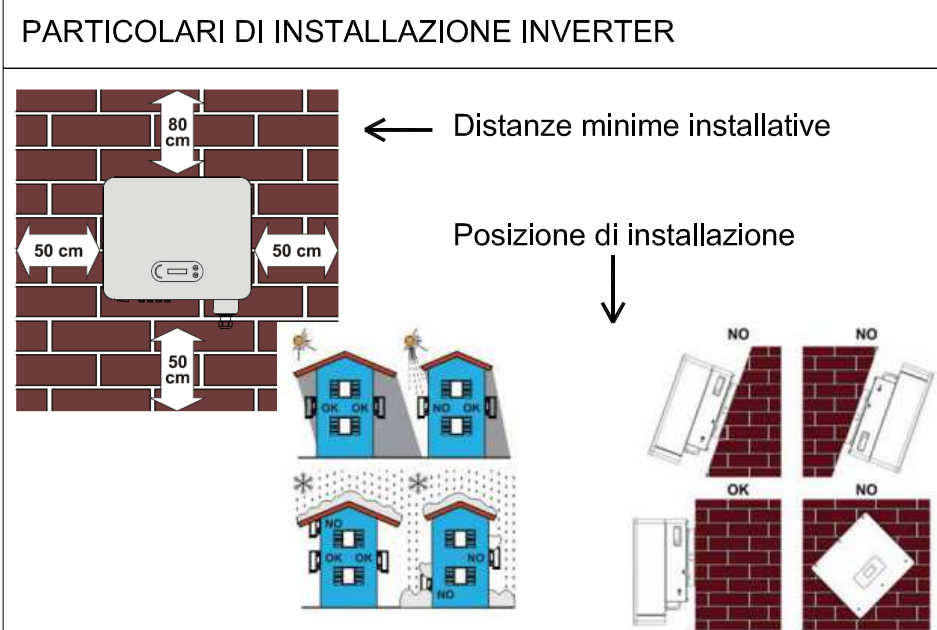 PARTICOLARI DI INSTALLAZIONE INVERTER
80
cm
50 cm
50 cm
50
cm
Distanze minime installative
Posizione di installazione
OK OK
NO OK
NO
OK OK
NO
NO
NO
NO
OK
NO